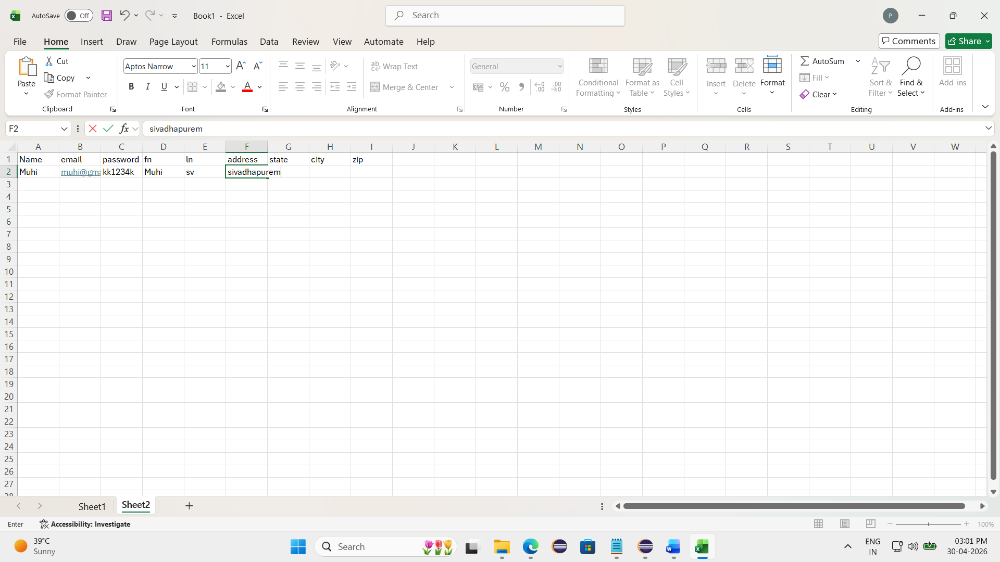 AutoSave Off Book1 - Excel Search P
File Home Insert Draw Page Layout Formulas Data Review View Automate Help Comments Share
Paste Cut Copy Format Painter Clipboard
Aptos Narrow 11 B I U A Font
Wrap Text Merge & Center Alignment
General % Number
Conditional Formatting Format as Table Cell Styles Styles
Insert Delete Format Cells
AutoSum Fill Clear Sort & Filter Find & Select Editing
Add-ins Add-ins
F2 fx sivadhapurem
A B C D E F G H I J K L M N O P Q R S T U V W
1 Name email password fn ln address state city zip
2 Muhi muhi@gma kk1234k Muhi sv sivadhapurem
3
4
5
6
7
8
9
10
11
12
13
14
15
16
17
18
19
20
21
22
23
24
25
26
27
28
Sheet1 Sheet2
Enter Accessibility: Investigate 100%
39°C Sunny Search ENG IN 03:01 PM 30-04-2026